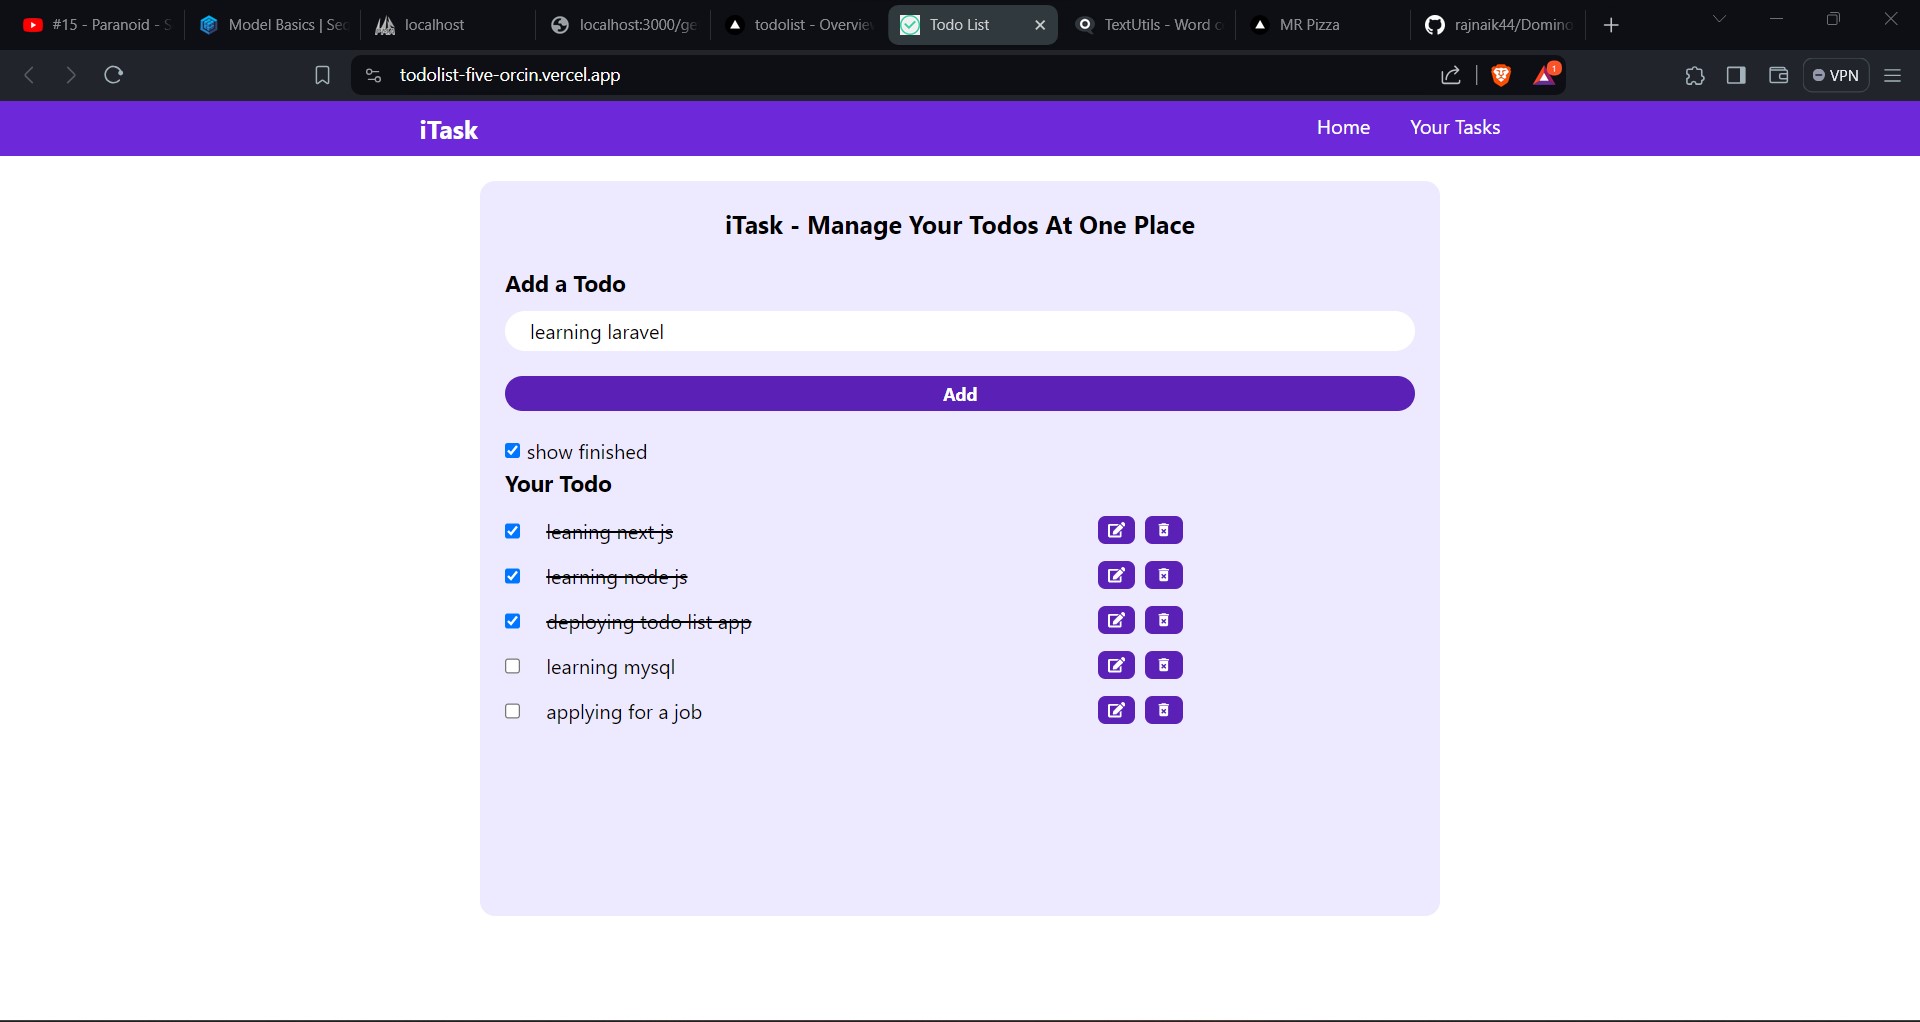 #15 - Paranoid - S
Model Basics | Seq
localhost
localhost:3000/ge
todolist - Overview
Todo List
TextUtils - Word c
MR Pizza
rajnaik44/Domino
todolist-five-orcin.vercel.app
1
VPN
iTask
Home
Your Tasks
iTask - Manage Your Todos At One Place
Add a Todo
learning laravel
Add
show finished
Your Todo
leaning next js
learning node js
deploying todo list app
learning mysql
applying for a job